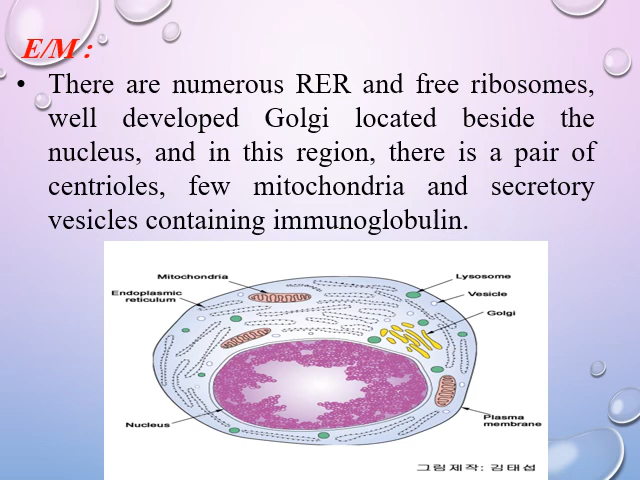 E/M :
• There are numerous RER and free ribosomes,
well developed Golgi located beside the
nucleus, and in this region, there is a pair of
centrioles, few mitochondria and secretory
vesicles containing immunoglobulin.
Mitochondria
Lysosome
Endoplasmic
reticulum
Vesicle
Golgi
Nucleus
Plasma
membrane
그림제작: 김태섭